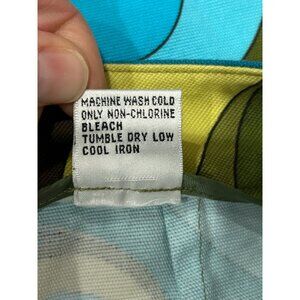 MACHINE WASH COLD
ONLY NON-CHLORINE
BLEACH
TUMBLE DRY LOW
COOL IRON